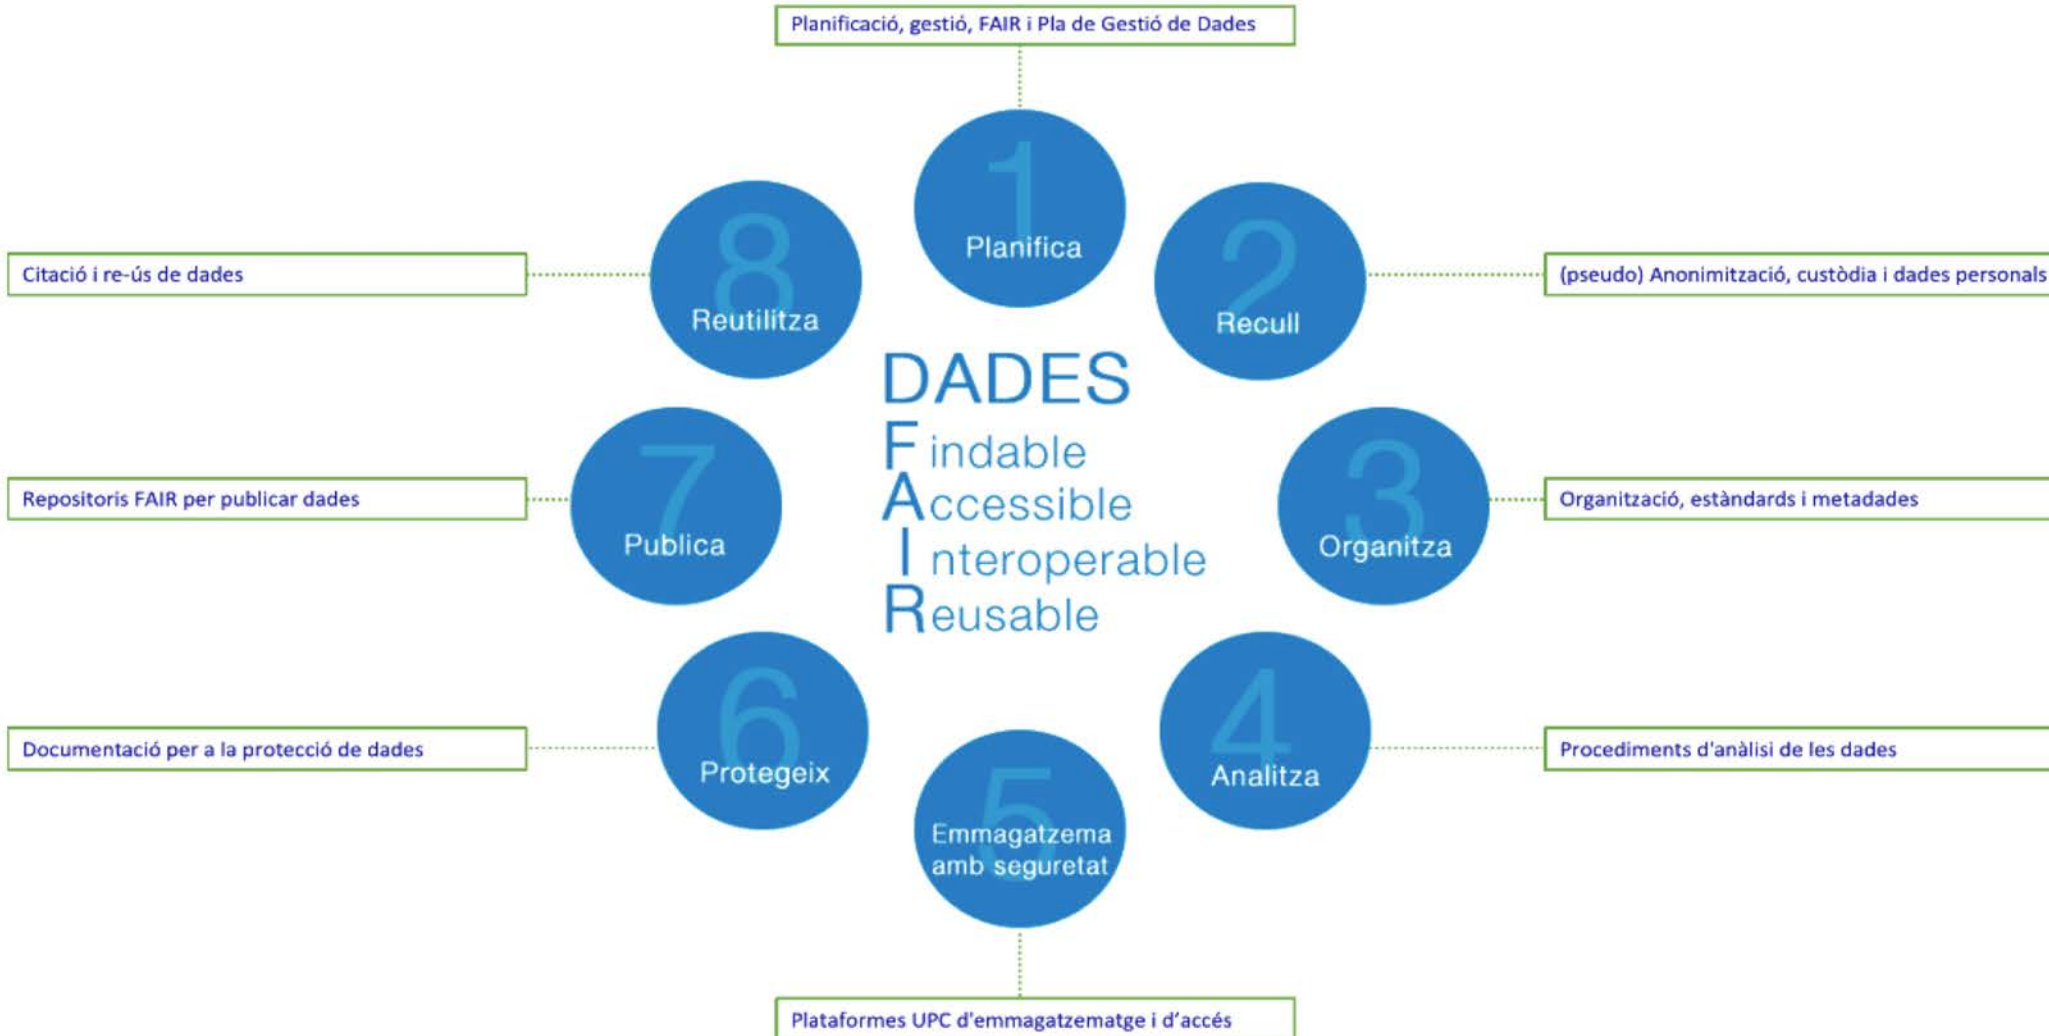 Planificació, gestió, FAIR i Pla de Gestió de Dades
1
Planifica
8
Reutilitza
2
Recull
Citació i re-ús de dades
(pseudo) Anonimització, custòdia i dades personals
DADES
Findable
Accessible
Interoperable
Reusable
7
Publica
3
Organitza
Repositoris FAIR per publicar dades
Organització, estàndards i metadades
6
Protegeix
4
Analitza
Documentació per a la protecció de dades
Procediments d'anàlisi de les dades
5
Emmagatzema
amb seguretat
Plataformes UPC d'emmagatzematge i d’accés